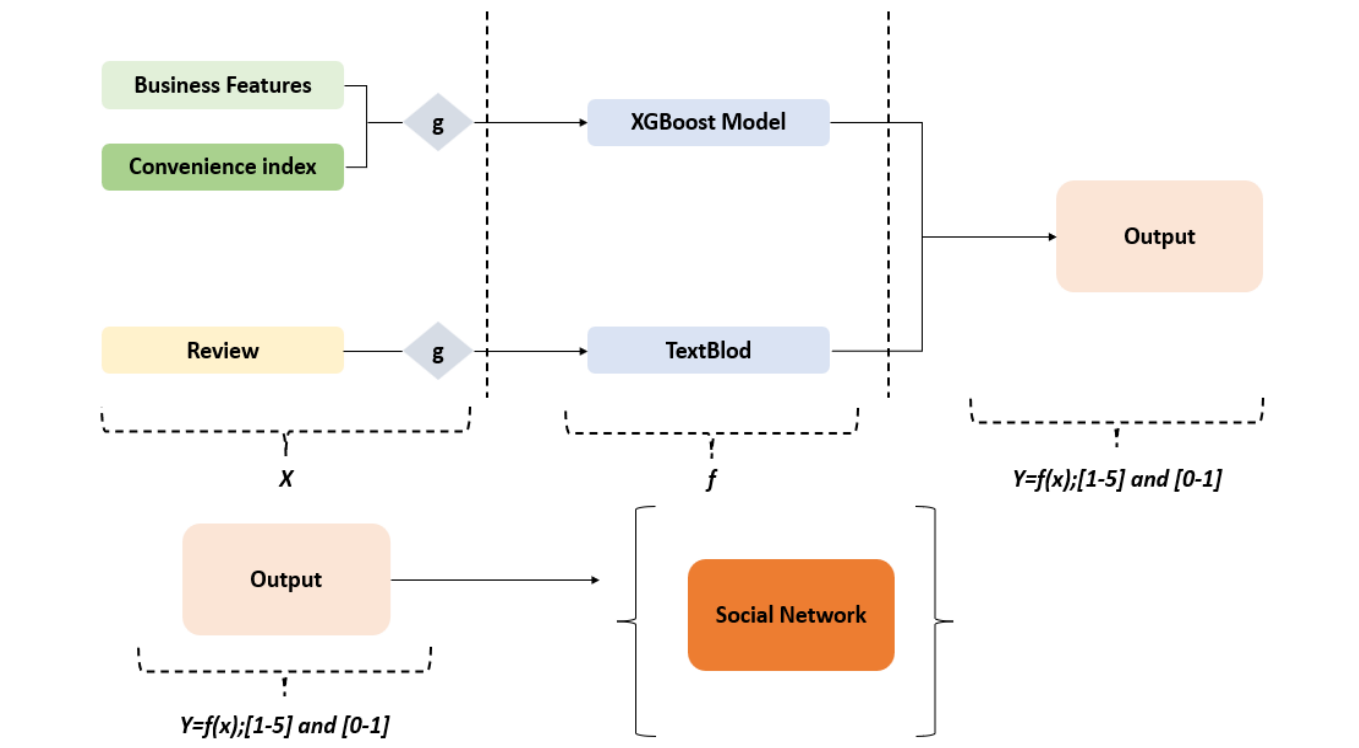 Business Features
g
XGBoost Model
Convenience index
Output
Review
g
TextBlod
X
f
Y=f(x);[1-5] and [0-1]
Output
Social Network
Y=f(x);[1-5] and [0-1]